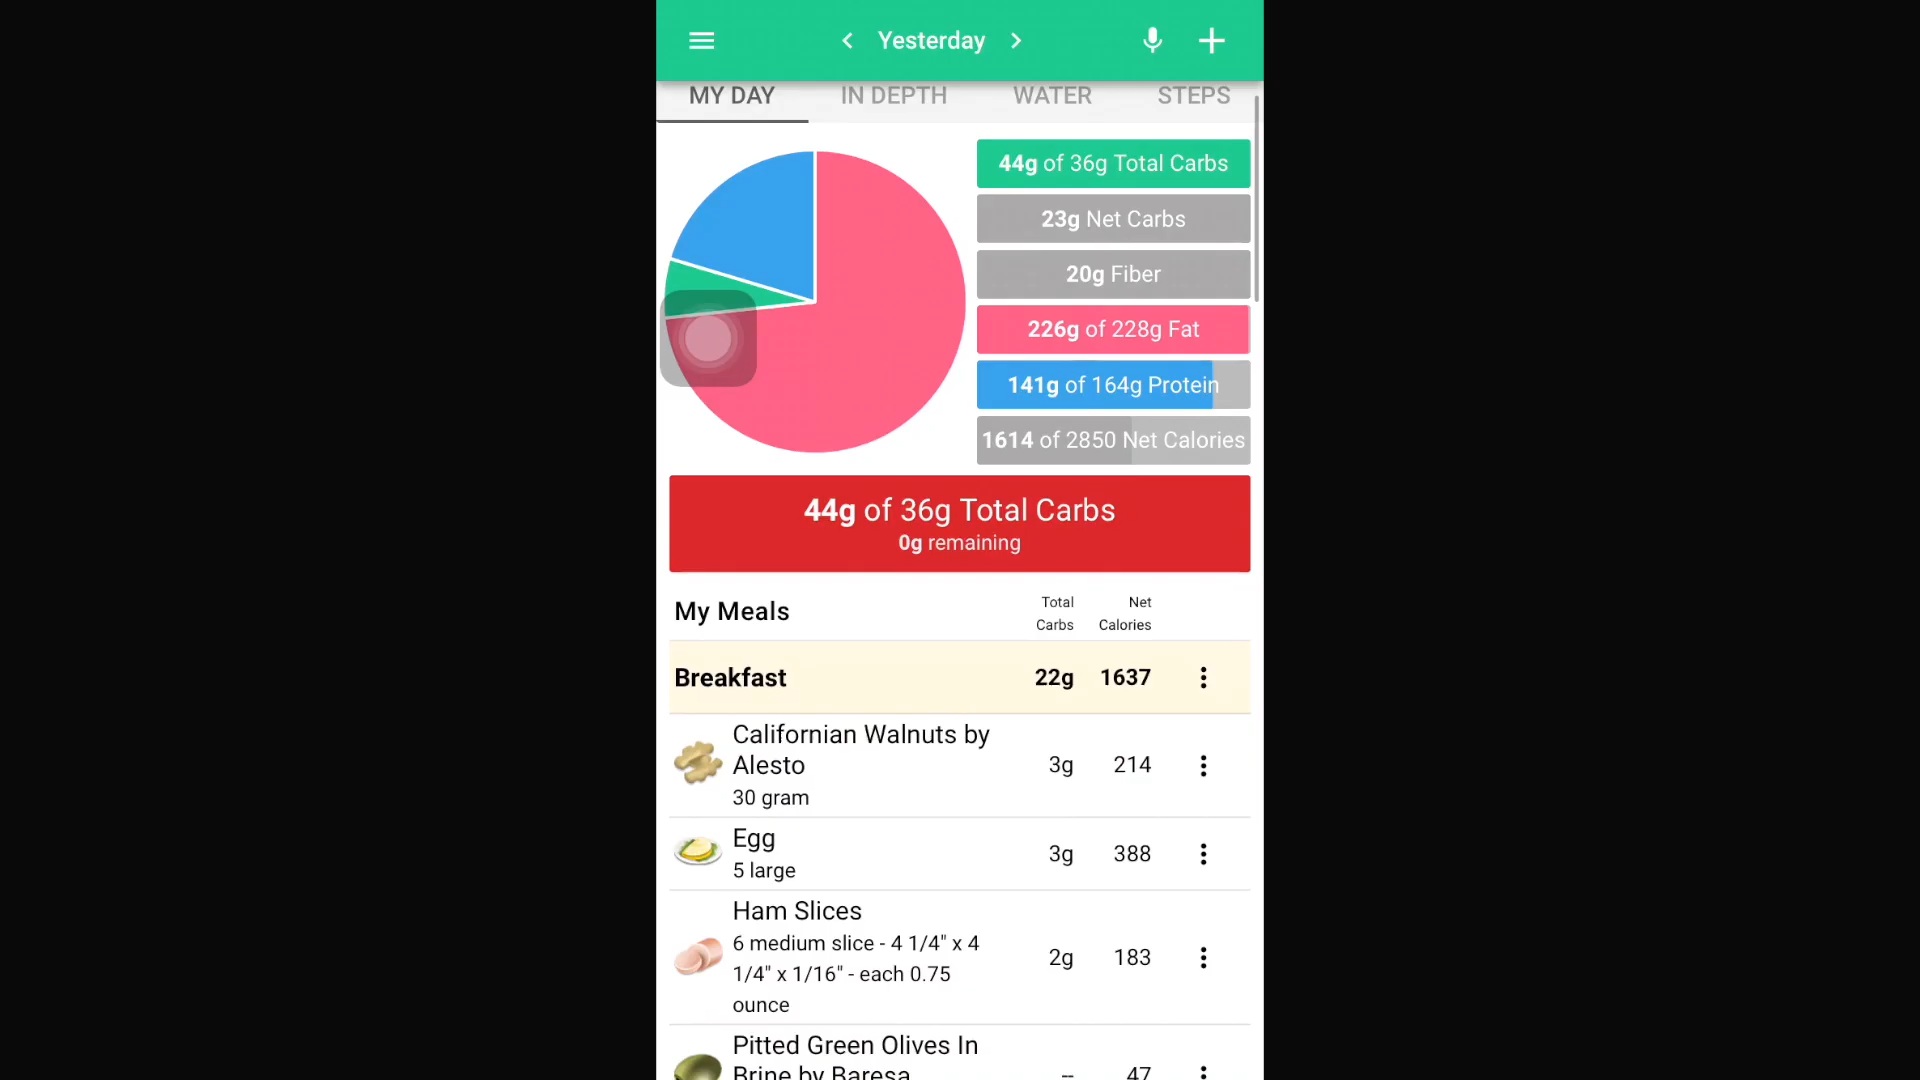 Yesterday
MY DAY IN DEPTH WATER STEPS
44g of 36g Total Carbs
23g Net Carbs
20g Fiber
226g of 228g Fat
141g of 164g Protein
1614 of 2850 Net Calories
44g of 36g Total Carbs
0g remaining
My Meals
Total Carbs
Net Calories
Breakfast 22g 1637
Californian Walnuts by
Alesto
30 gram
3g 214
Egg
5 large
3g 388
Ham Slices
6 medium slice - 4 1/4" x 4
1/4" x 1/16" - each 0.75
ounce
2g 183
Pitted Green Olives In
Brine by Baresa
-- 47